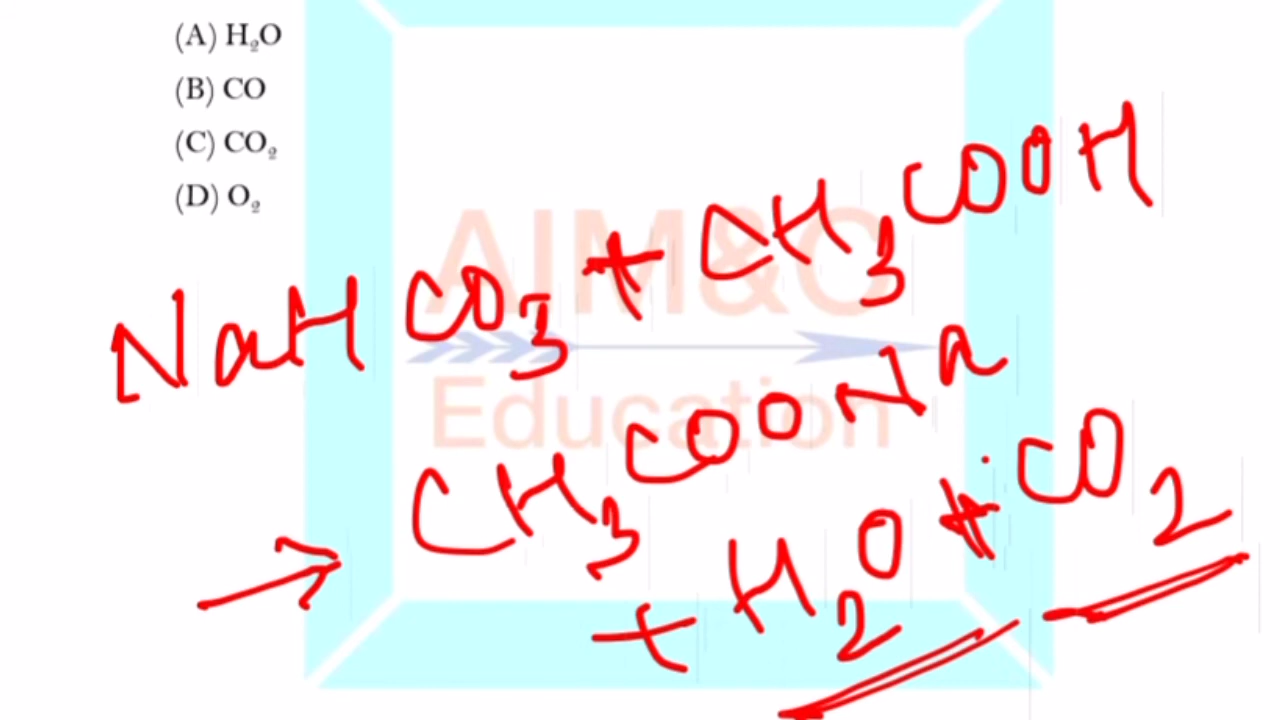 (A) H₂O
(B) CO
(C) CO₂
(D) O₂
AIM&C
Education
NaHCO₃ + CH₃COOH
→ CH₃COONa
+ H₂O + CO₂